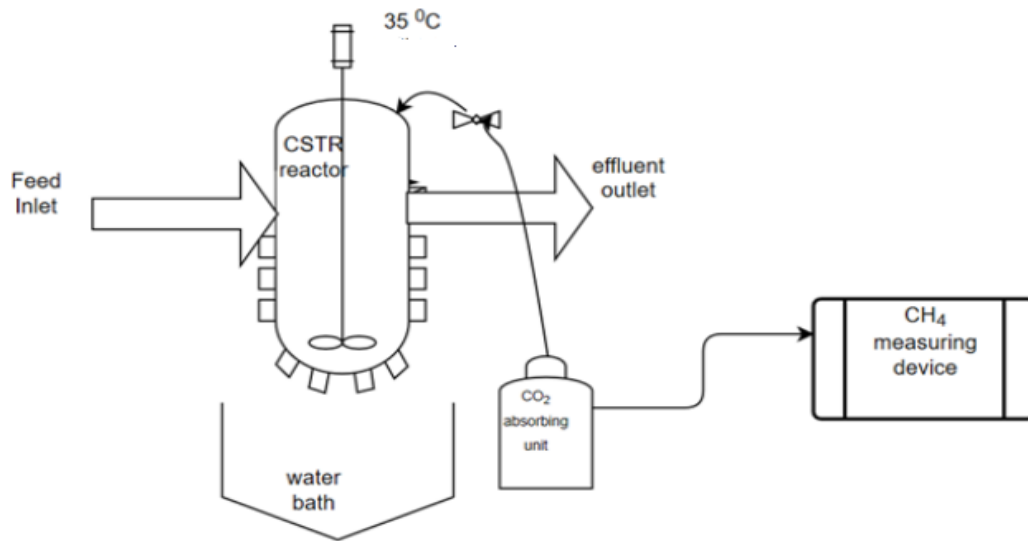 35 ⁰C
CSTR
reactor
Feed
Inlet
effluent
outlet
CH₄
measuring
device
CO₂
absorbing
unit
water
bath